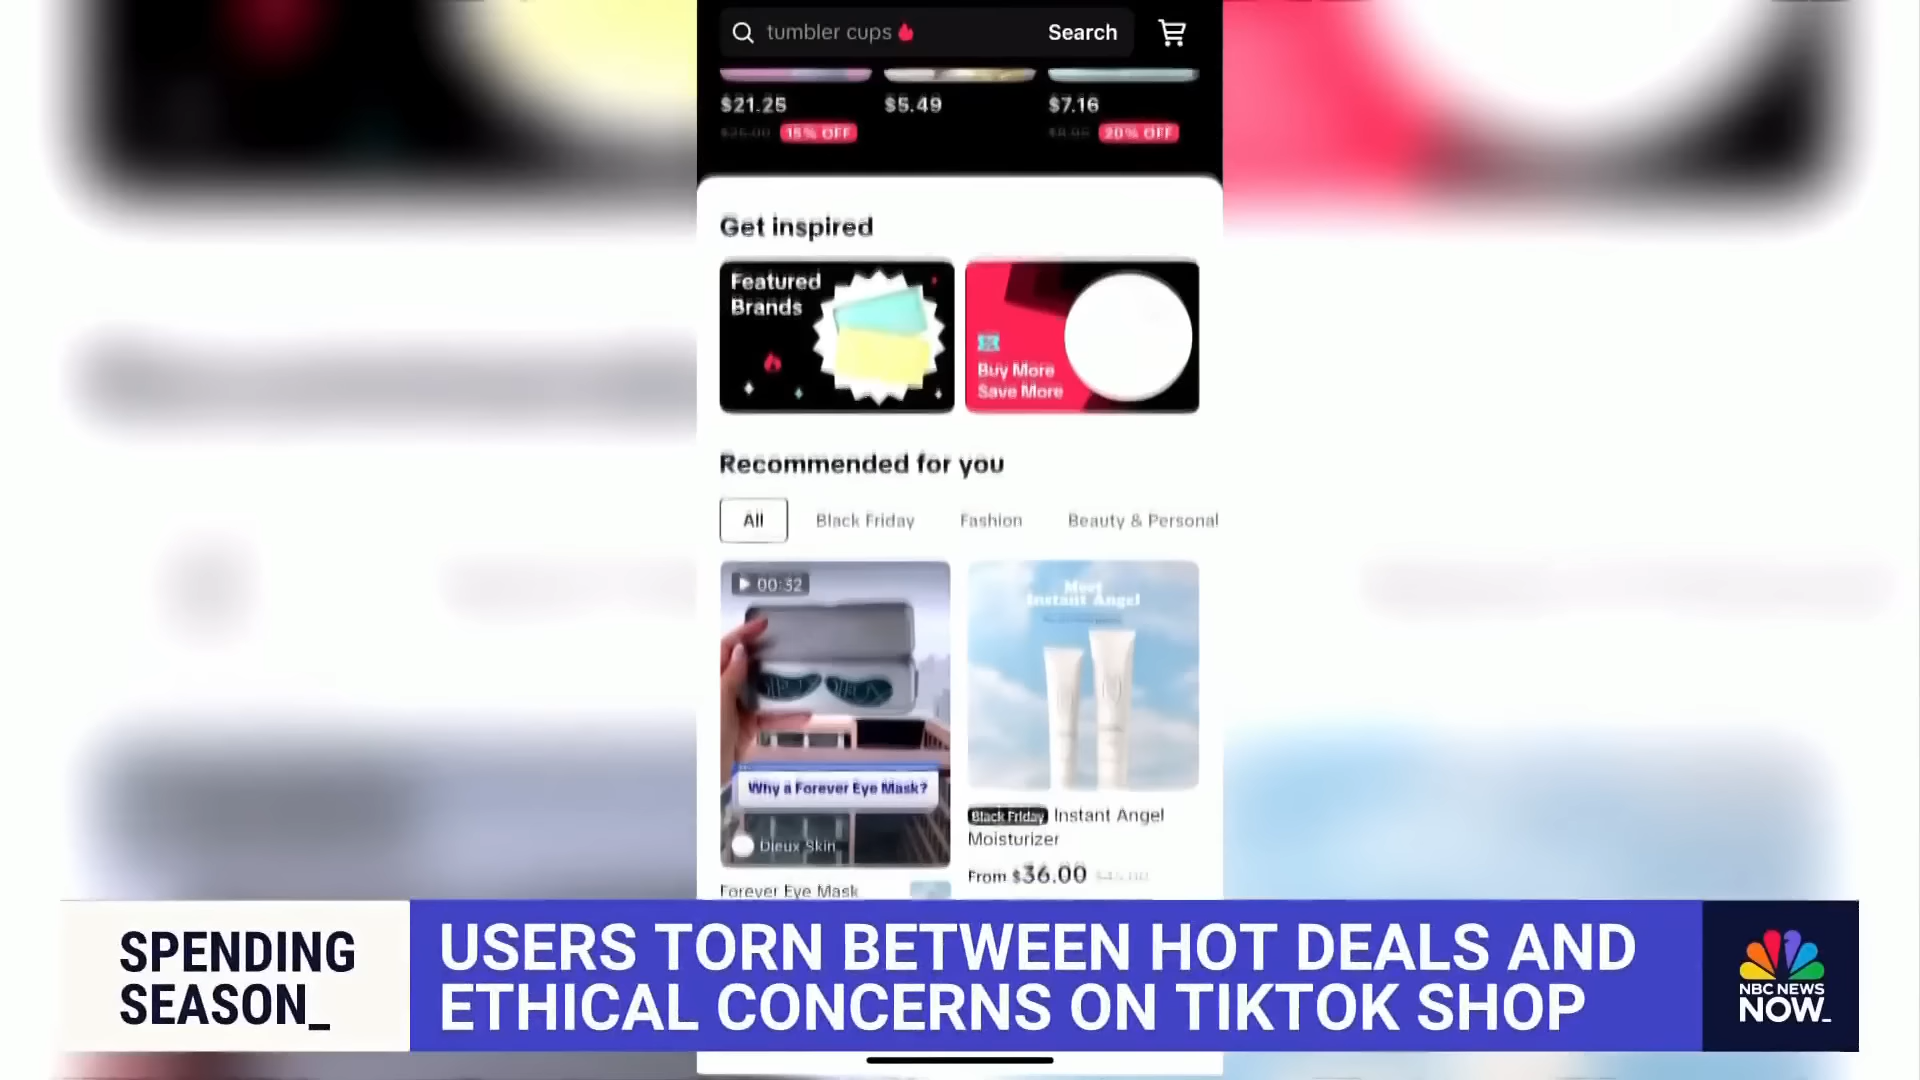 tumbler cups
Search
$21.25
$5.49
$7.16
15% OFF
20% OFF
Get inspired
Featured
Brands
Buy More
Save More
Recommended for you
All
Black Friday
Fashion
Beauty & Personal
00:32
Meet
Instant Angel
Why a Forever Eye Mask?
Dieux Skin
Black Friday Instant Angel
Moisturizer
From $36.00
Forever Eye Mask
SPENDING
SEASON_
USERS TORN BETWEEN HOT DEALS AND
ETHICAL CONCERNS ON TIKTOK SHOP
NBC NEWS
NOW_